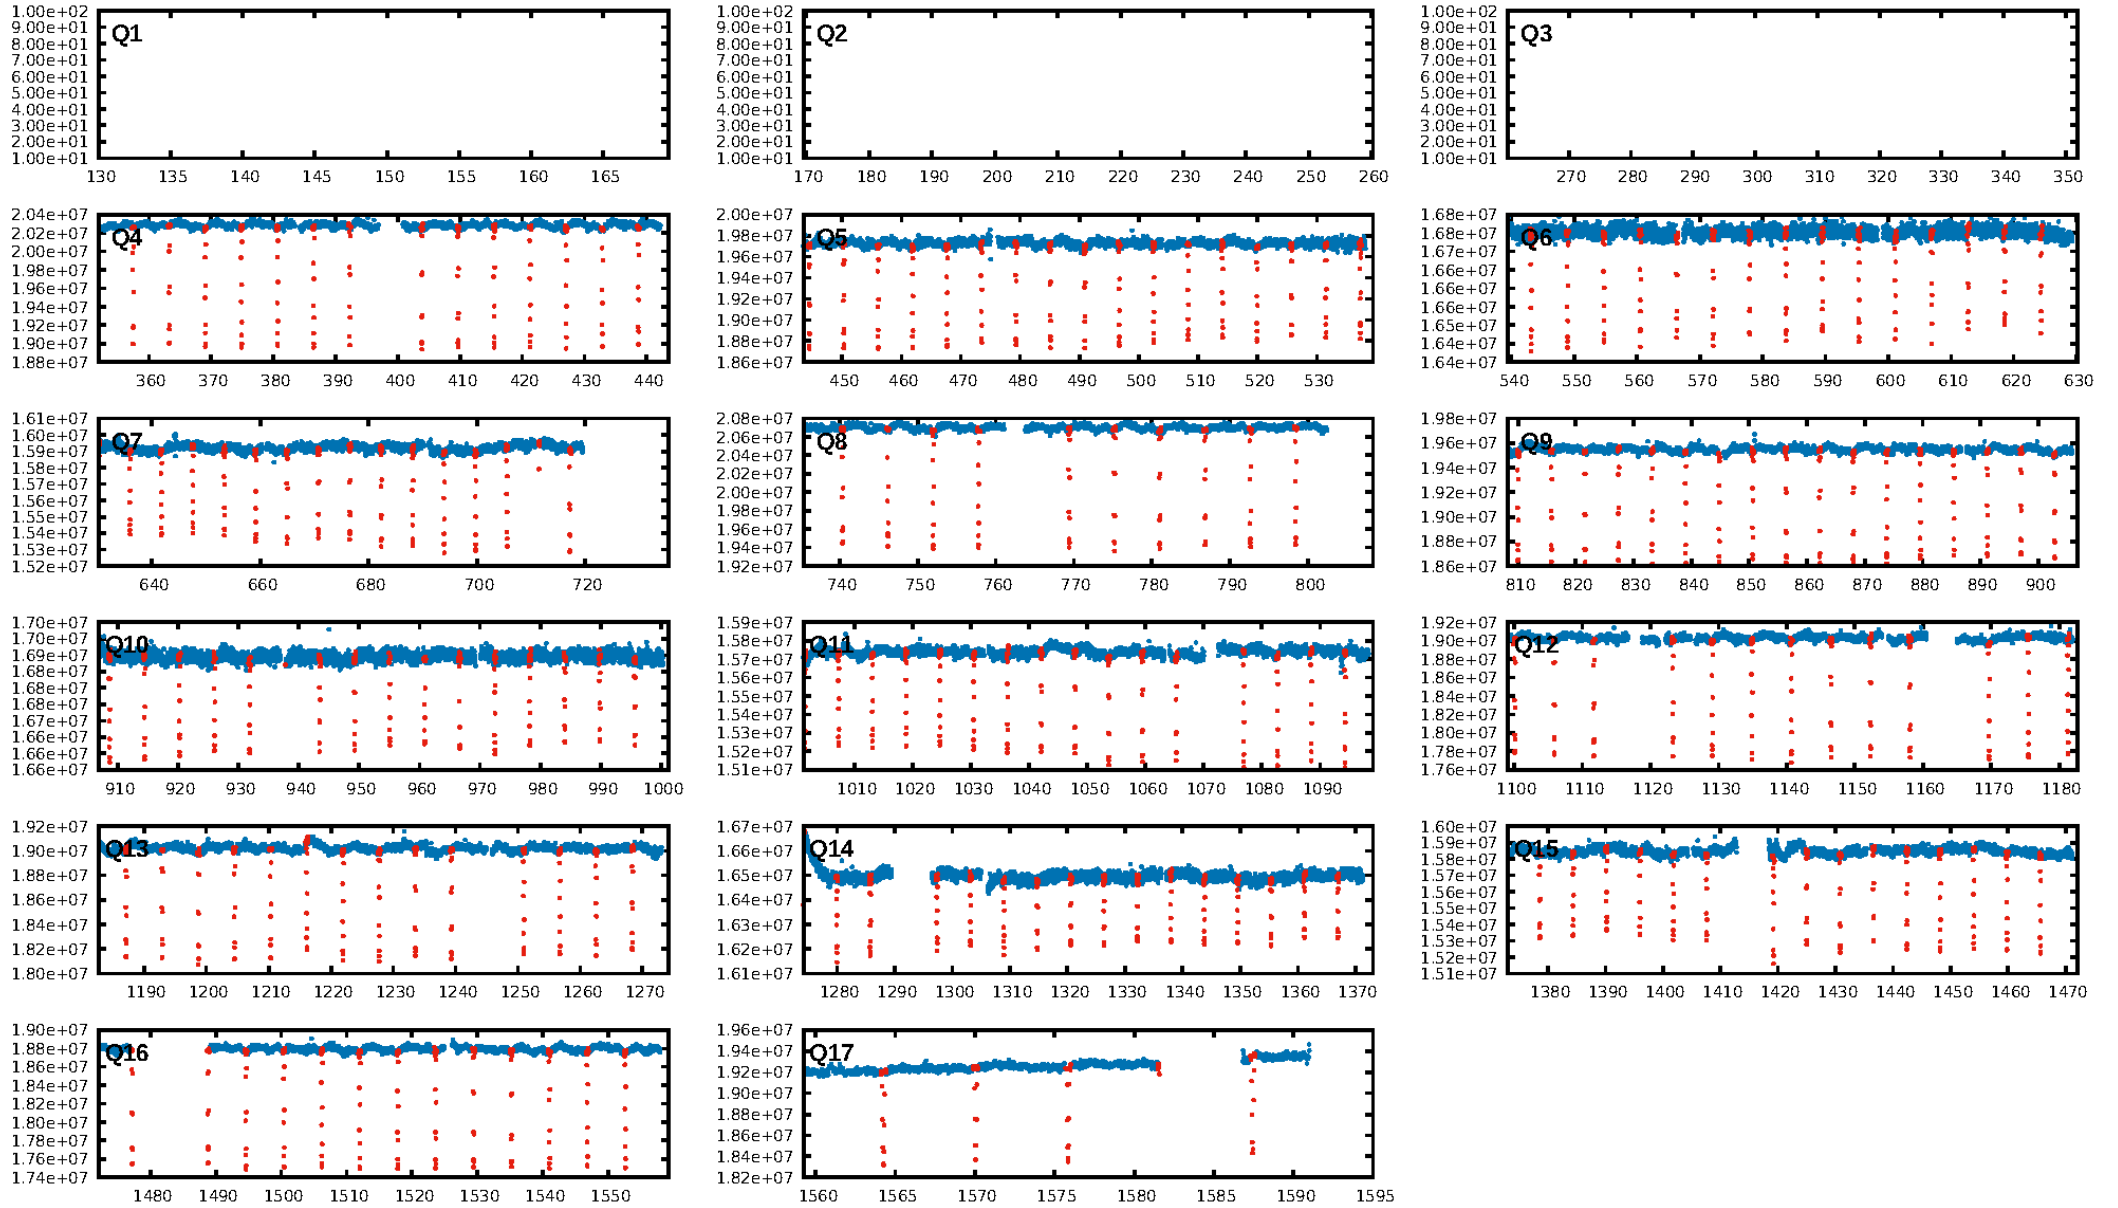 1.00e+02
9.00e+01
8.00e+01
7.00e+01
6.00e+01
5.00e+01
4.00e+01
3.00e+01
2.00e+01
1.00e+01
Q1
130 135 140 145 150 155 160 165
1.00e+02
9.00e+01
8.00e+01
7.00e+01
6.00e+01
5.00e+01
4.00e+01
3.00e+01
2.00e+01
1.00e+01
Q2
170 180 190 200 210 220 230 240 250 260
1.00e+02
9.00e+01
8.00e+01
7.00e+01
6.00e+01
5.00e+01
4.00e+01
3.00e+01
2.00e+01
1.00e+01
Q3
270 280 290 300 310 320 330 340 350
2.04e+07
2.02e+07
2.00e+07
1.98e+07
1.96e+07
1.94e+07
1.92e+07
1.90e+07
1.88e+07
Q4
360 370 380 390 400 410 420 430 440
2.00e+07
1.98e+07
1.96e+07
1.94e+07
1.92e+07
1.90e+07
1.88e+07
1.86e+07
Q5
450 460 470 480 490 500 510 520 530
1.68e+07
1.68e+07
1.67e+07
1.66e+07
1.66e+07
1.65e+07
1.65e+07
1.64e+07
1.64e+07
Q6
540 550 560 570 580 590 600 610 620 630
1.61e+07
1.60e+07
1.59e+07
1.58e+07
1.57e+07
1.56e+07
1.55e+07
1.54e+07
1.53e+07
1.52e+07
Q7
640 660 680 700 720
2.08e+07
2.06e+07
2.04e+07
2.02e+07
2.00e+07
1.98e+07
1.96e+07
1.94e+07
1.92e+07
Q8
740 750 760 770 780 790 800
1.98e+07
1.96e+07
1.94e+07
1.92e+07
1.90e+07
1.88e+07
1.86e+07
Q9
810 820 830 840 850 860 870 880 890 900
1.70e+07
1.70e+07
1.69e+07
1.69e+07
1.68e+07
1.68e+07
1.67e+07
1.66e+07
1.66e+07
1.66e+07
Q10
910 920 930 940 950 960 970 980 990 1000
1.59e+07
1.58e+07
1.57e+07
1.56e+07
1.55e+07
1.54e+07
1.53e+07
1.52e+07
1.51e+07
Q11
1010 1020 1030 1040 1050 1060 1070 1080 1090
1.92e+07
1.90e+07
1.88e+07
1.86e+07
1.84e+07
1.82e+07
1.80e+07
1.78e+07
1.76e+07
Q12
1100 1110 1120 1130 1140 1150 1160 1170 1180
1.92e+07
1.90e+07
1.88e+07
1.86e+07
1.84e+07
1.82e+07
1.80e+07
Q13
1190 1200 1210 1220 1230 1240 1250 1260 1270
1.67e+07
1.66e+07
1.65e+07
1.64e+07
1.63e+07
1.62e+07
1.61e+07
Q14
1280 1290 1300 1310 1320 1330 1340 1350 1360 1370
1.60e+07
1.59e+07
1.58e+07
1.57e+07
1.56e+07
1.55e+07
1.54e+07
1.53e+07
1.52e+07
1.51e+07
Q15
1380 1390 1400 1410 1420 1430 1440 1450 1460 1470
1.90e+07
1.88e+07
1.86e+07
1.84e+07
1.82e+07
1.80e+07
1.78e+07
1.76e+07
1.74e+07
Q16
1480 1490 1500 1510 1520 1530 1540 1550
1.96e+07
1.94e+07
1.92e+07
1.90e+07
1.88e+07
1.86e+07
1.84e+07
1.82e+07
Q17
1560 1565 1570 1575 1580 1585 1590 1595